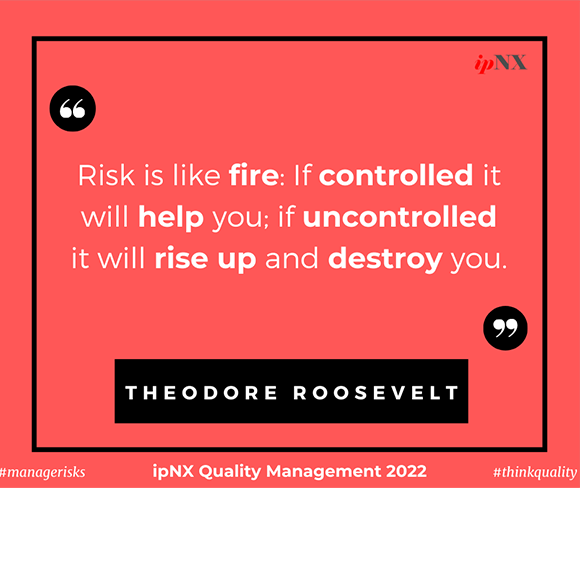 ipNX
“
Risk is like fire: If controlled it
will help you; if uncontrolled
it will rise up and destroy you.
”
THEODORE ROOSEVELT
#managerisks
ipNX Quality Management 2022
#thinkquality